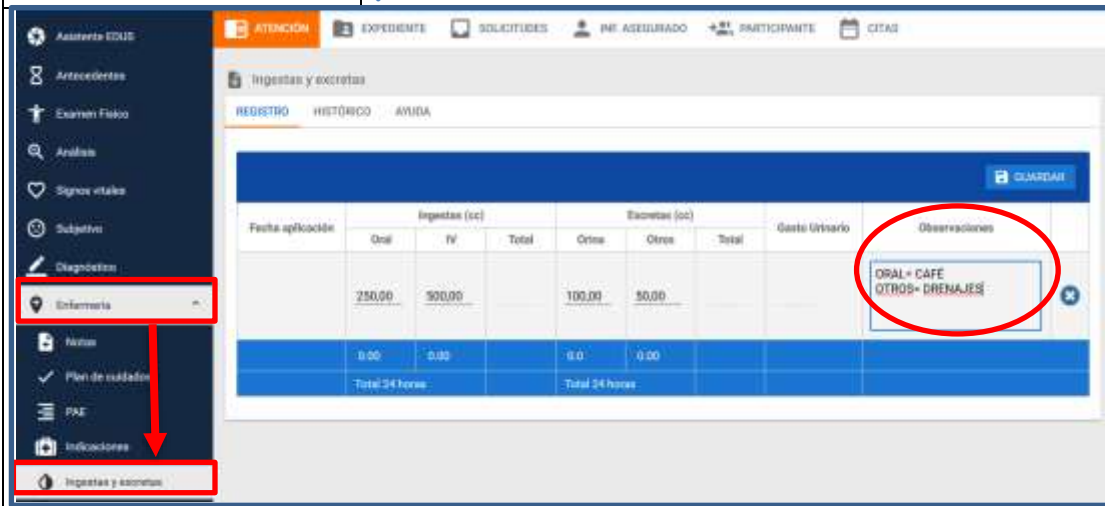 Asistente EDUS
Antecedentes
Examen Físico
Análisis
Signos vitales
Subjetivo
Diagnóstico
Enfermería
Notas
Plan de cuidados
PAE
Indicaciones
Ingestas y excretas
ATENCIÓN EXPEDIENTE SOLICITUDES INF. ASEGURADO PARTICIPANTE CITAS
Ingestas y excretas
REGISTRO HISTÓRICO AYUDA
GUARDAR
Fecha aplicación Ingestas (cc) Excretas (cc) Gasto Urinario Observaciones
Oral IV Total Orina Otros Total
250,00 500,00 100,00 50,00
ORAL= CAFÉ
OTROS= DRENAJES
0.00 0.00 0.0 0.00
Total 24 horas Total 24 horas